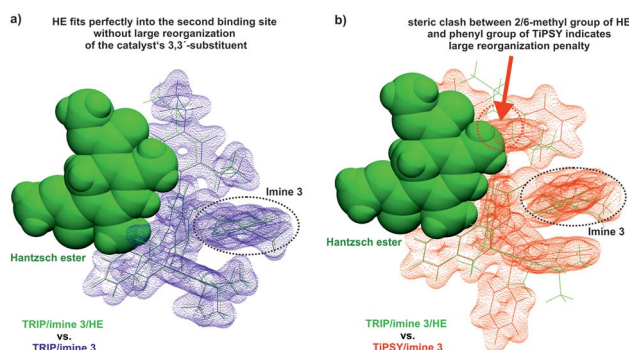 a)
HE fits perfectly into the second binding site
without large reorganization
of the catalyst's 3,3´-substituent
Imine 3
Hantzsch ester
TRIP/imine 3/HE
vs.
TRIP/imine 3
b)
steric clash between 2/6-methyl group of HE
and phenyl group of TiPSY indicates
large reorganization penalty
Imine 3
Hantzsch ester
TRIP/imine 3/HE
vs.
TiPSY/imine 3